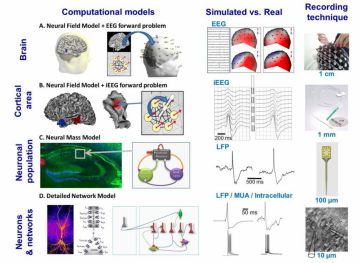 Computational models
Simulated vs. Real
Recording
technique
Brain
A. Neural Field Model + EEG forward problem
EEG
1 cm
Cortical
area
B. Neural Field Model + iEEG forward problem
iEEG
200 ms
1 mm
Neuronal
population
C. Neural Mass Model
LFP
500 ms
100 µm
Neurons
& networks
D. Detailed Network Model
LFP / MUA / Intracellular
50 ms
10 µm